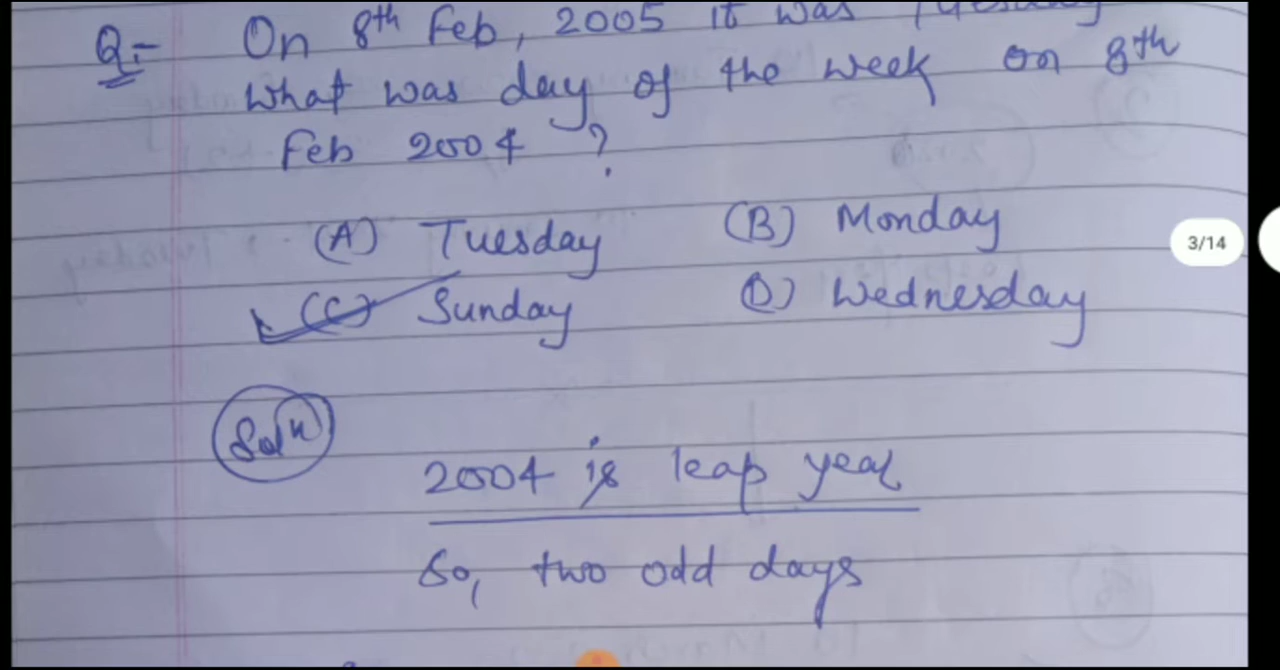 Q:- On 8th Feb, 2005 it was Tuesday
What was day of the week on 8th
Feb 2004 ?
(A) Tuesday (B) Monday
(C) Sunday (D) Wednesday
3/14
Soln
2004 is leap year
So, two odd days